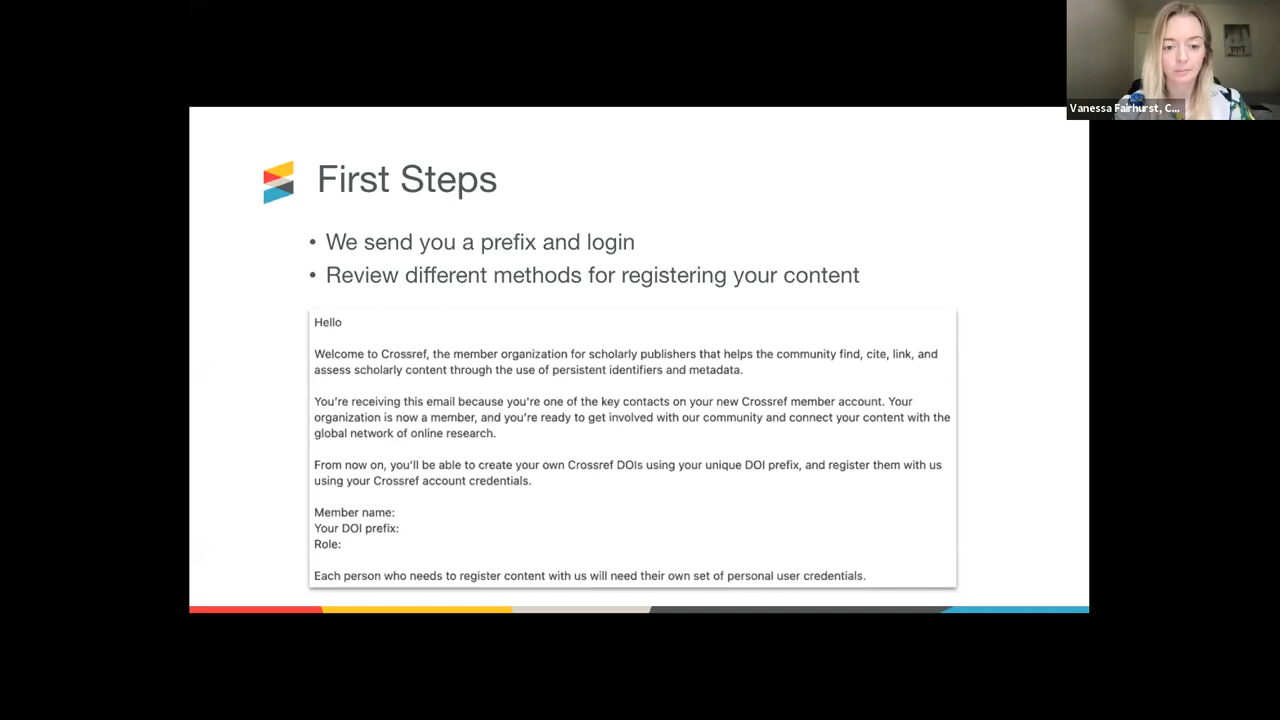 Vanessa Fairhurst, C...
First Steps
• We send you a prefix and login
• Review different methods for registering your content
Hello
Welcome to Crossref, the member organization for scholarly publishers that helps the community find, cite, link, and
assess scholarly content through the use of persistent identifiers and metadata.
You're receiving this email because you're one of the key contacts on your new Crossref member account. Your
organization is now a member, and you're ready to get involved with our community and connect your content with the
global network of online research.
From now on, you'll be able to create your own Crossref DOIs using your unique DOI prefix, and register them with us
using your Crossref account credentials.
Member name:
Your DOI prefix:
Role:
Each person who needs to register content with us will need their own set of personal user credentials.